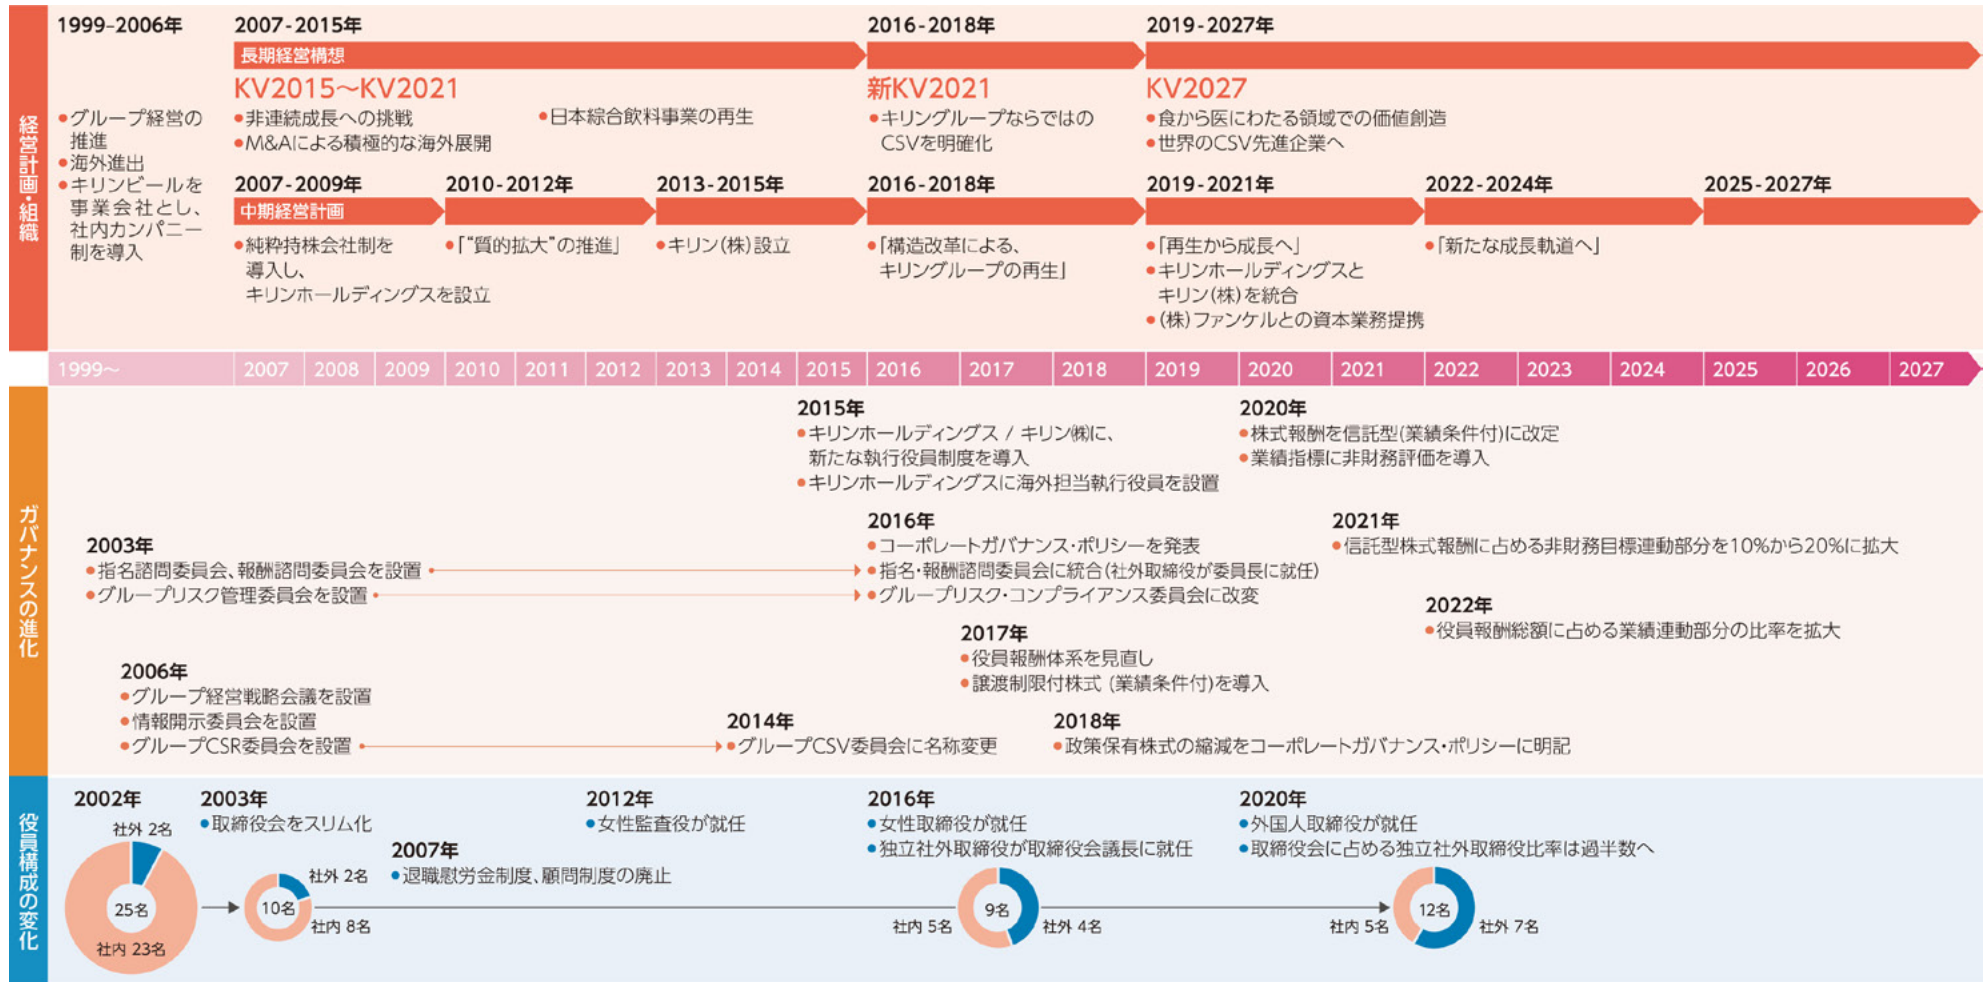 経営計画・組織
1999-2006年
●グループ経営の
推進
●海外進出
●キリンビールを
事業会社とし、
社内カンパニー
制を導入
2007-2015年
長期経営構想
KV2015～KV2021
●非連続成長への挑戦
●M&Aによる積極的な海外展開
●日本綜合飲料事業の再生
2016-2018年
新KV2021
●キリングループならではの
CSVを明確化
2019-2027年
KV2027
●食から医にわたる領域での価値創造
●世界のCSV先進企業へ
2007-2009年
中期経営計画
●純粋持株会社制を
導入し、
キリンホールディングスを設立
2010-2012年
●「“質的拡大”の推進」
2013-2015年
●キリン(株)設立
2016-2018年
●「構造改革による、
キリングループの再生」
2019-2021年
●「再生から成長へ」
●キリンホールディングスと
キリン(株)を統合
●(株)ファンケルとの資本業務提携
2022-2024年
●「新たな成長軌道へ」
2025-2027年
1999～ 2007 2008 2009 2010 2011 2012 2013 2014 2015 2016 2017 2018 2019 2020 2021 2022 2023 2024 2025 2026 2027
ガバナンスの進化
2003年
●指名諮問委員会、報酬諮問委員会を設置
●グループリスク管理委員会を設置
2006年
●グループ経営戦略会議を設置
●情報開示委員会を設置
●グループCSR委員会を設置
2014年
●グループCSV委員会に名称変更
2015年
●キリンホールディングス / キリン㈱に、
新たな執行役員制度を導入
●キリンホールディングスに海外担当執行役員を設置
2016年
●コーポレートガバナンス・ポリシーを発表
●指名・報酬諮問委員会に統合(社外取締役が委員長に就任)
●グループリスク・コンプライアンス委員会に改変
2017年
●役員報酬体系を見直し
●譲渡制限付株式 (業績条件付)を導入
2018年
●政策保有株式の縮減をコーポレートガバナンス・ポリシーに明記
2020年
●株式報酬を信託型(業績条件付)に改定
●業績指標に非財務評価を導入
2021年
●信託型株式報酬に占める非財務目標連動部分を10%から20%に拡大
2022年
●役員報酬総額に占める業績連動部分の比率を拡大
役員構成の変化
2002年
社外 2名
25名
社内 23名
2003年
●取締役会をスリム化
社外 2名
10名
社内 8名
2007年
●退職慰労金制度、顧問制度の廃止
2012年
●女性監査役が就任
2016年
●女性取締役が就任
●独立社外取締役が取締役会議長に就任
社内 5名
9名
社外 4名
2020年
●外国人取締役が就任
●取締役会に占める独立社外取締役比率は過半数へ
社内 5名
12名
社外 7名